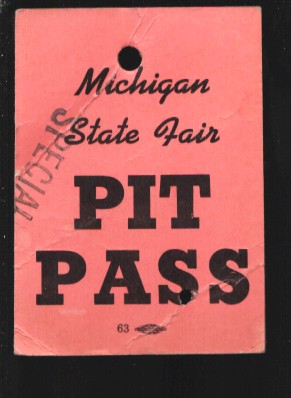 Michigan
State Fair
SPECIAL
PIT
PASS
63